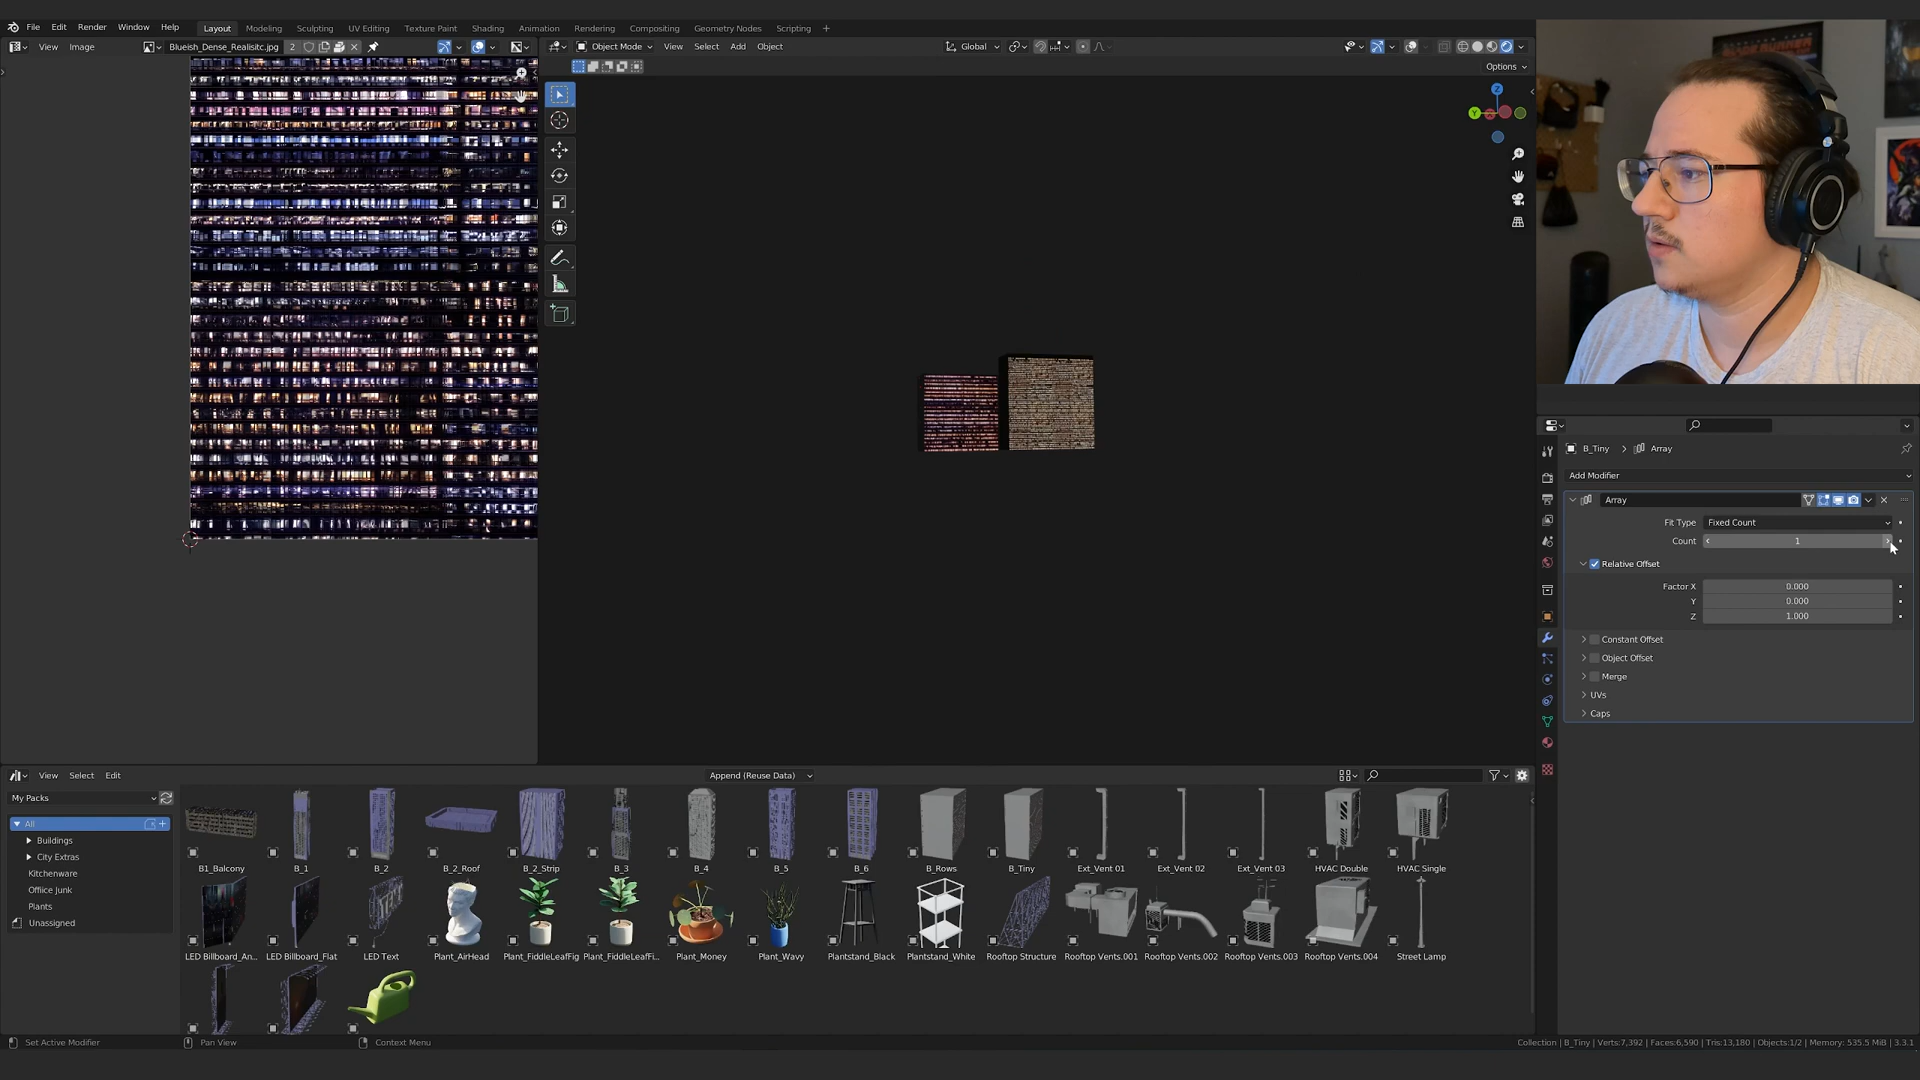 File Edit Render Window Help Layout Modeling Sculpting UV Editing Texture Paint Shading Animation Rendering Compositing Geometry Nodes Scripting +
View Image Blueish_Dense_Realisitc.jpg 2
Object Mode View Select Add Object Global
Options
Z
Y
B_Tiny > Array
Add Modifier
Array
Fit Type Fixed Count
Count 1
Relative Offset
Factor X 0.000
Y 0.000
Z 1.000
Constant Offset
Object Offset
Merge
UVs
Caps
View Select Edit Append (Reuse Data)
My Packs
All
Buildings
City Extras
Kitchenware
Offiice Junk
Plants
Unassigned
B1_Balcony B_1 B_2 B_2_Roof B_2_Strip B_3 B_4 B_5 B_6 B_Rows B_Tiny Ext_Vent 01 Ext_Vent 02 Ext_Vent 03 HVAC Double HVAC Single
LED Billboard_An... LED Billboard_Flat LED Text Plant_AirHead Plant_FiddleLeafFig Plant_FiddleLeafFi... Plant_Money Plant_Wavy Plantstand_Black Plantstand_White Rooftop Structure Rooftop Vents.001 Rooftop Vents.002 Rooftop Vents.003 Rooftop Vents.004 Street Lamp
Set Active Modifier Pan View Context Menu Collection | B_Tiny | Verts:7,392 | Faces:6,590 | Tris:13,180 | Objects:1/2 | Memory: 535.5 MiB | 3.3.1